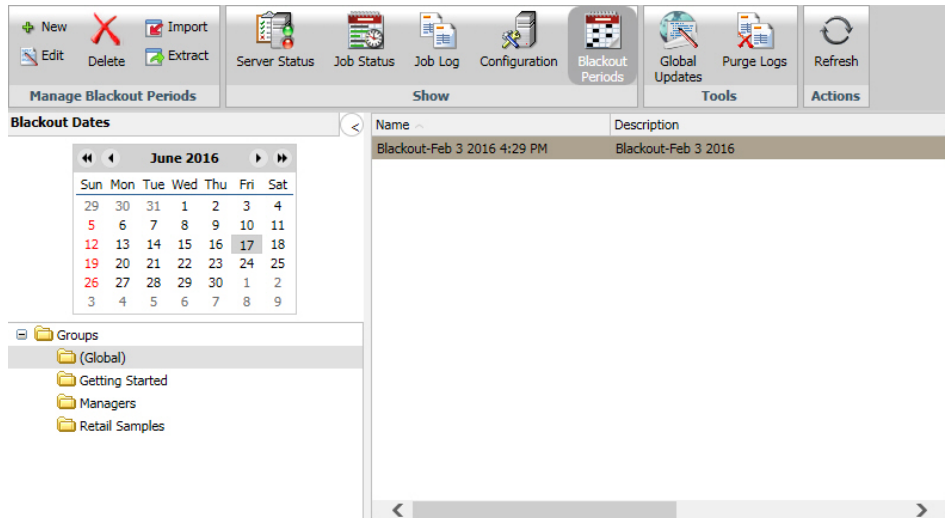 New
Edit
Delete
Import
Extract
Manage Blackout Periods
Server Status
Job Status
Job Log
Configuration
Blackout
Periods
Show
Global
Updates
Purge Logs
Tools
Refresh
Actions
Blackout Dates
June 2016
Sun Mon Tue Wed Thu Fri Sat
29 30 31 1 2 3 4
5 6 7 8 9 10 11
12 13 14 15 16 17 18
19 20 21 22 23 24 25
26 27 28 29 30 1 2
3 4 5 6 7 8 9
Groups
(Global)
Getting Started
Managers
Retail Samples
Name Description
Blackout-Feb 3 2016 4:29 PM Blackout-Feb 3 2016